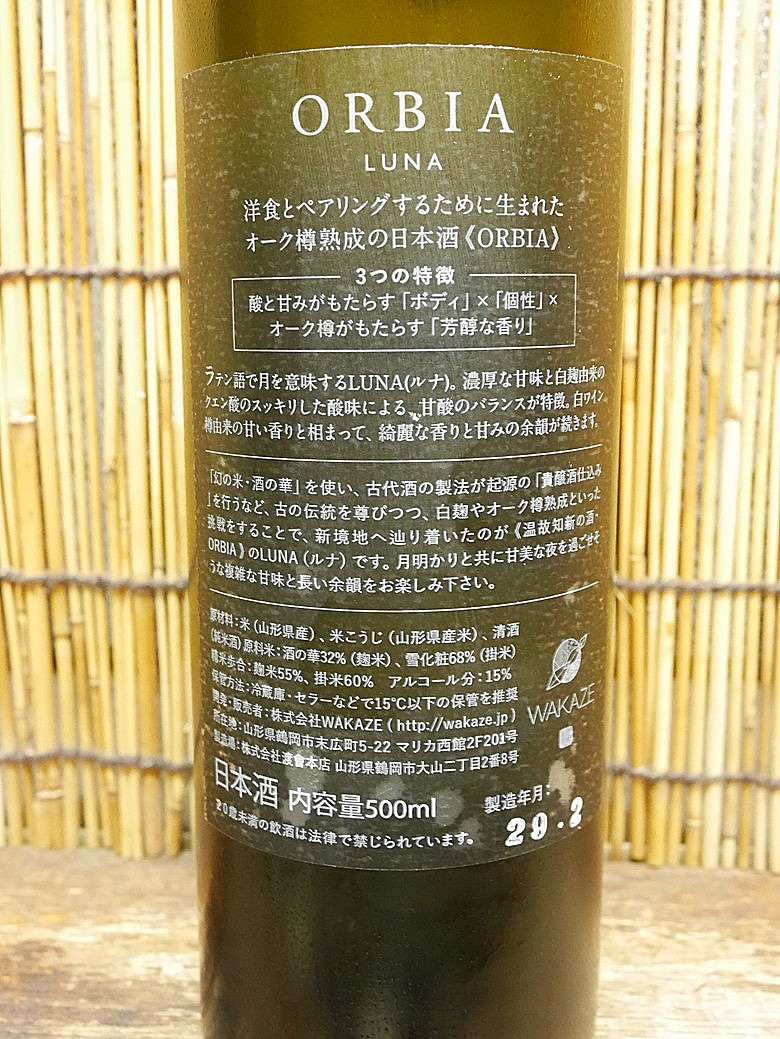 ORBIA
LUNA
洋食とペアリングするために生まれた
オーク樽熟成の日本酒《ORBIA》
3つの特徴
酸と甘みがもたらす「ボディ」×「個性」×
オーク樽がもたらす「芳醇な香り」
ラテン語で月を意味するLUNA(ルナ)。濃厚な甘味と白麹由来の
クエン酸のスッキリした酸味による、甘酸のバランスが特徴。白ワイン
樽由来の甘い香りと相まって、綺麗な香りと甘みの余韻が続きます。
「幻の米・酒の華」を使い、古代酒の製法が起源の「貴醸酒仕込み
」を行うなど、古の伝統を尊びつつ、白麹やオーク樽熟成といった
挑戦をすることで、新境地へ辿り着いたのが《温故知新の酒・
ORBIA》のLUNA(ルナ)です。月明かりと共に甘美な夜を過ごせそ
うな複雑な甘味と長い余韻をお楽しみ下さい。
原材料:米(山形県産)、米こうじ(山形県産米)、清酒
(純米酒)原料米:酒の華32%(麹米)、雪化粧68%(掛米)
精米歩合:麹米55%、掛米60% アルコール分:15%
保管方法:冷蔵庫・セラーなどで15℃以下の保管を推奨
開発・販売者:株式会社WAKAZE(http://wakaze.jp)
所在地:山形県鶴岡市末広町5-22 マリカ西館2F201号
製造場:株式会社渡會本店 山形県鶴岡市大山二丁目2番8号
WAKAZE
日本酒 内容量500ml
製造年月:
29.2
20歳未満の飲酒は法律で禁じられています。